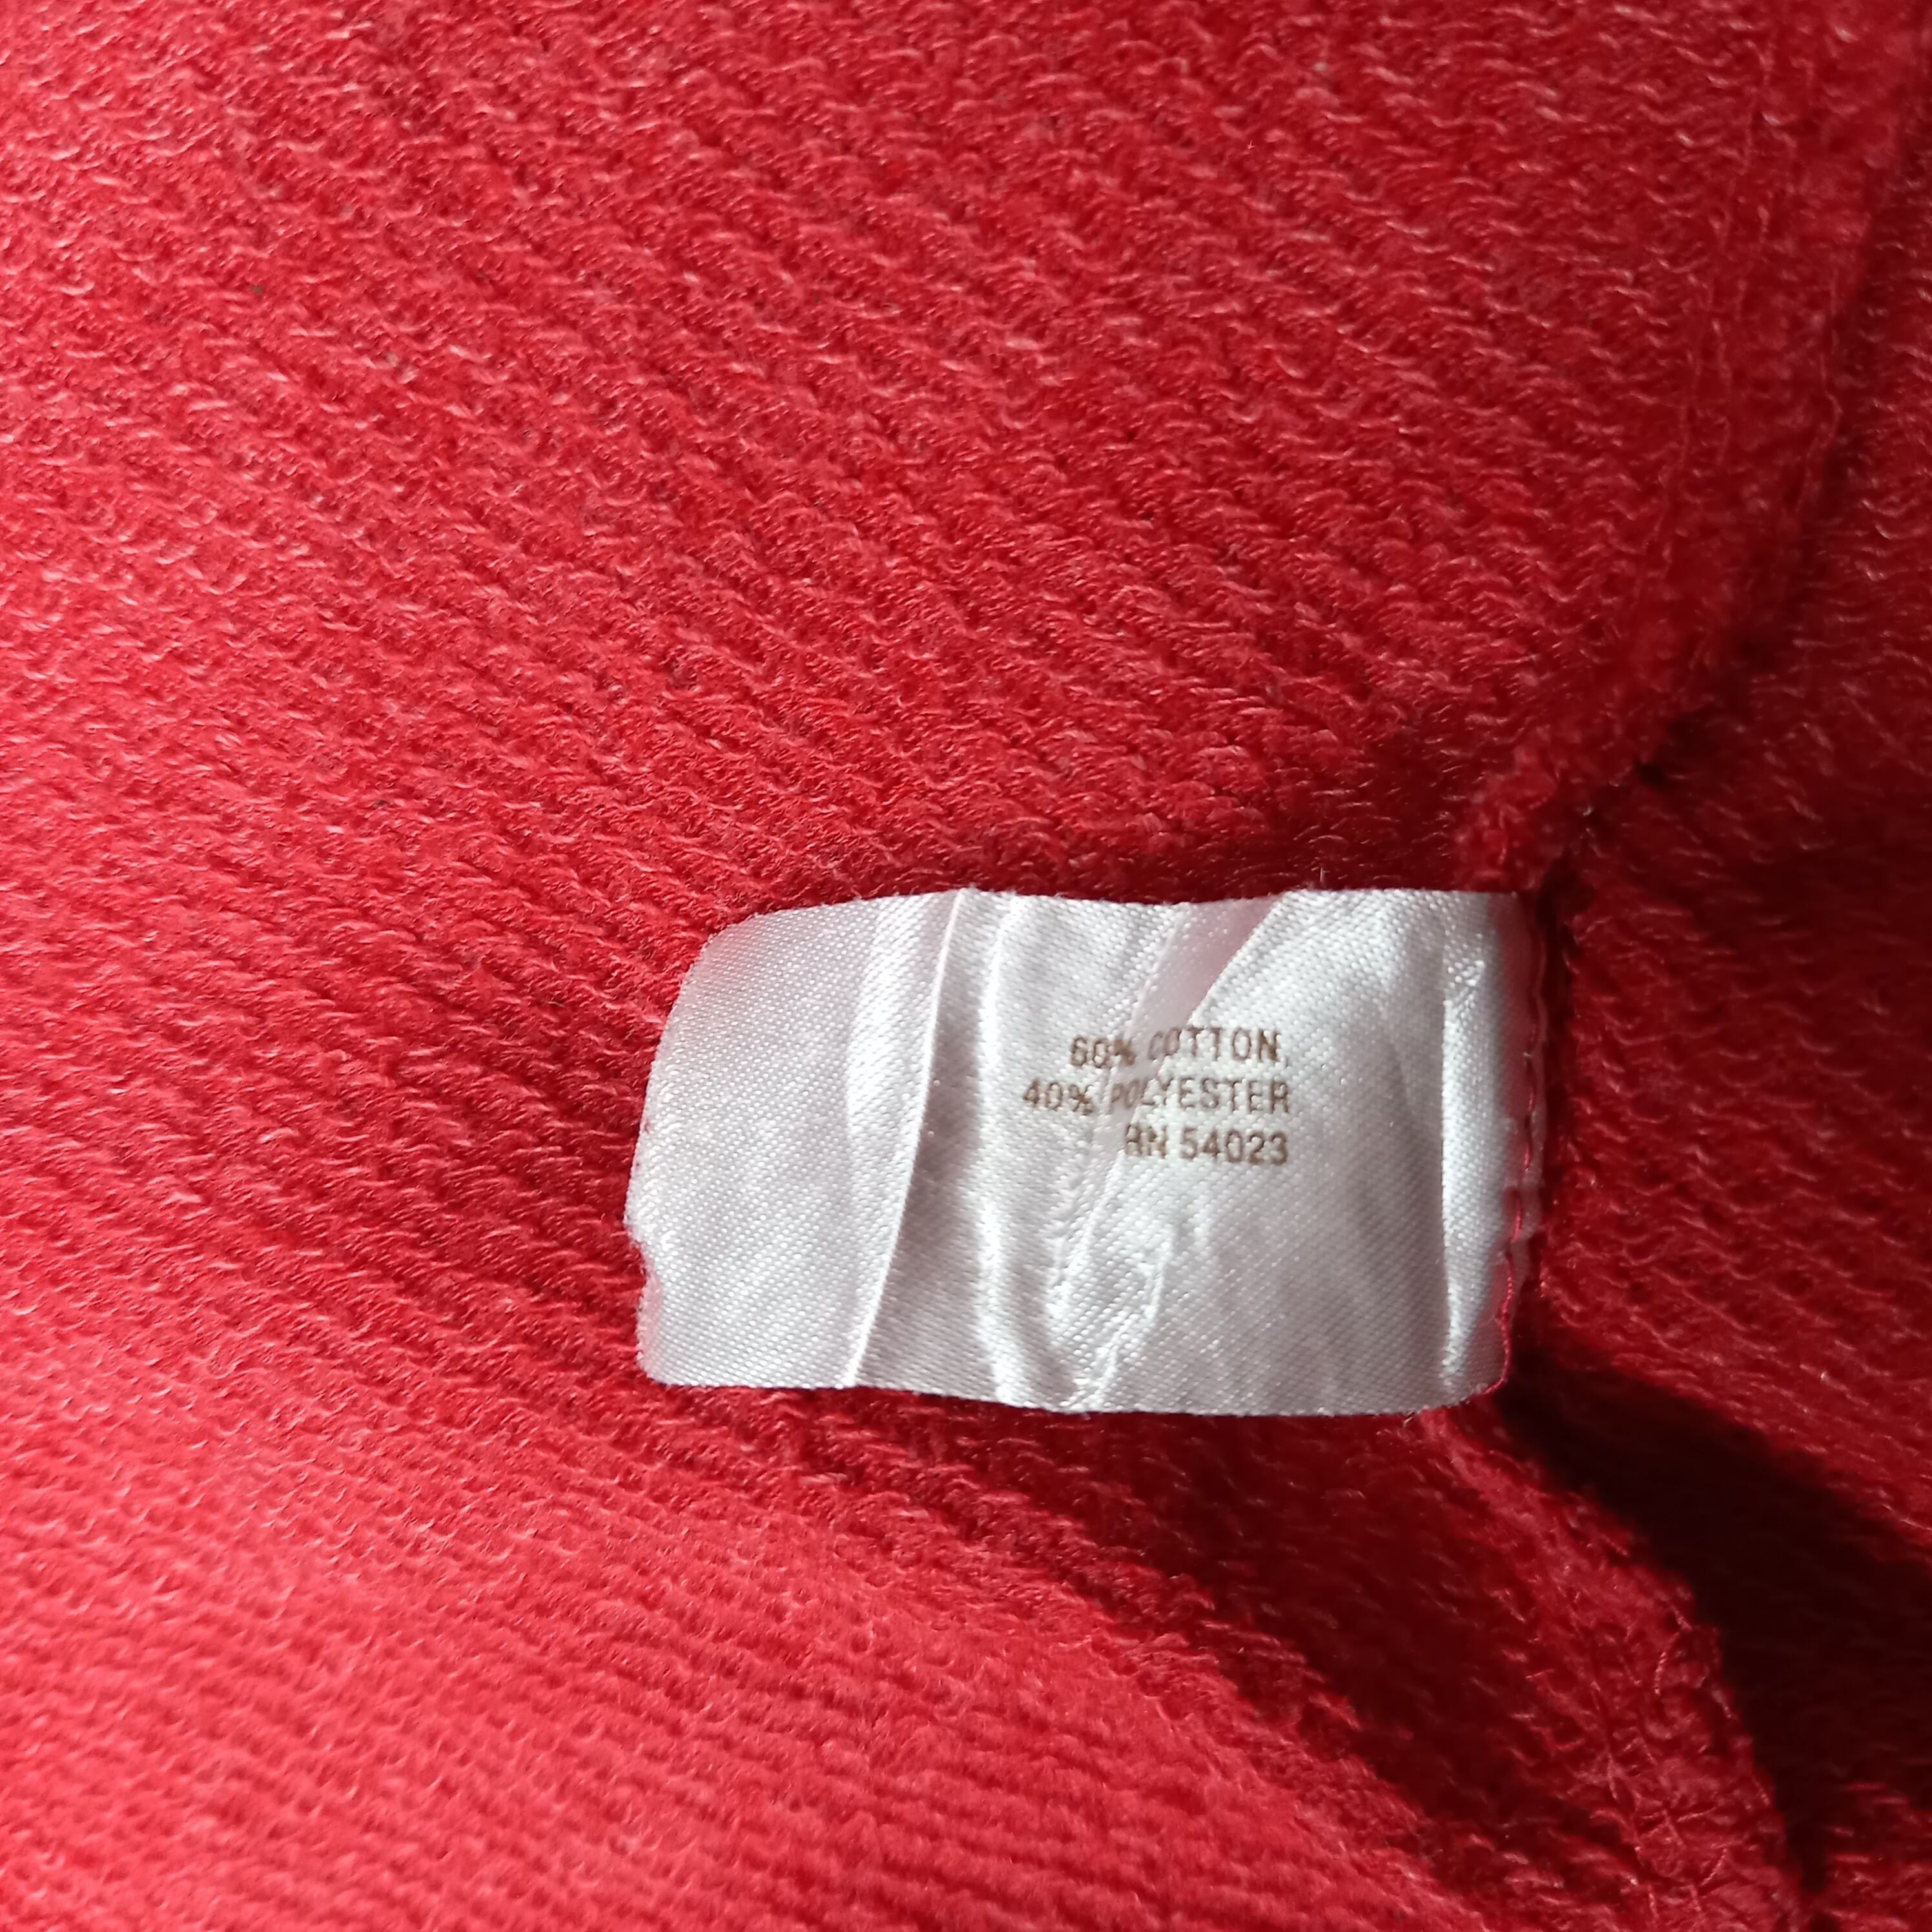 60% COTTON,
40% POLYESTER
RN 54023